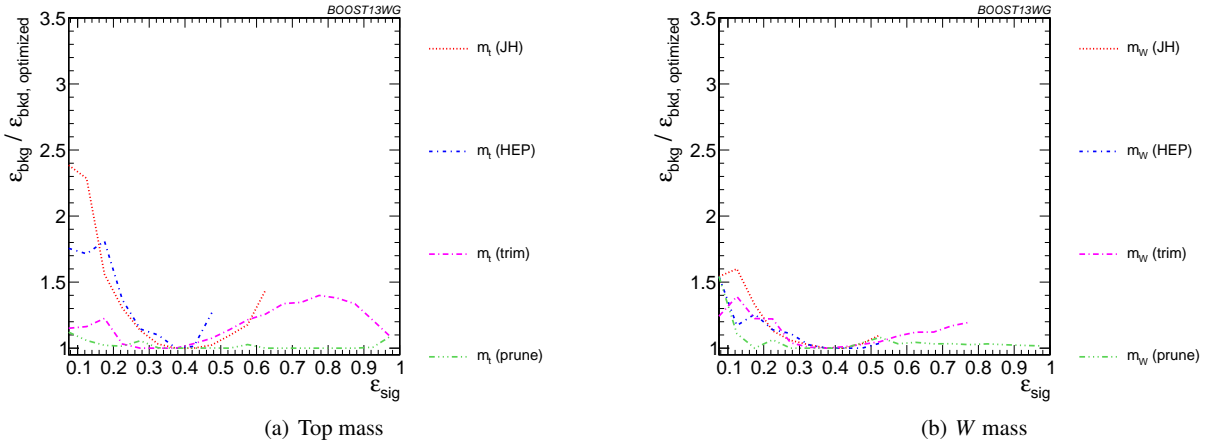 BOOST13WG
ε_bkg / ε_bkd, optimized
3.5
3
2.5
2
1.5
1
0.1 0.2 0.3 0.4 0.5 0.6 0.7 0.8 0.9 1
ε_sig
m_t (JH)
m_t (HEP)
m_t (trim)
m_t (prune)
(a) Top mass
BOOST13WG
ε_bkg / ε_bkd, optimized
3.5
3
2.5
2
1.5
1
0.1 0.2 0.3 0.4 0.5 0.6 0.7 0.8 0.9 1
ε_sig
m_W (JH)
m_W (HEP)
m_W (trim)
m_W (prune)
(b) W mass